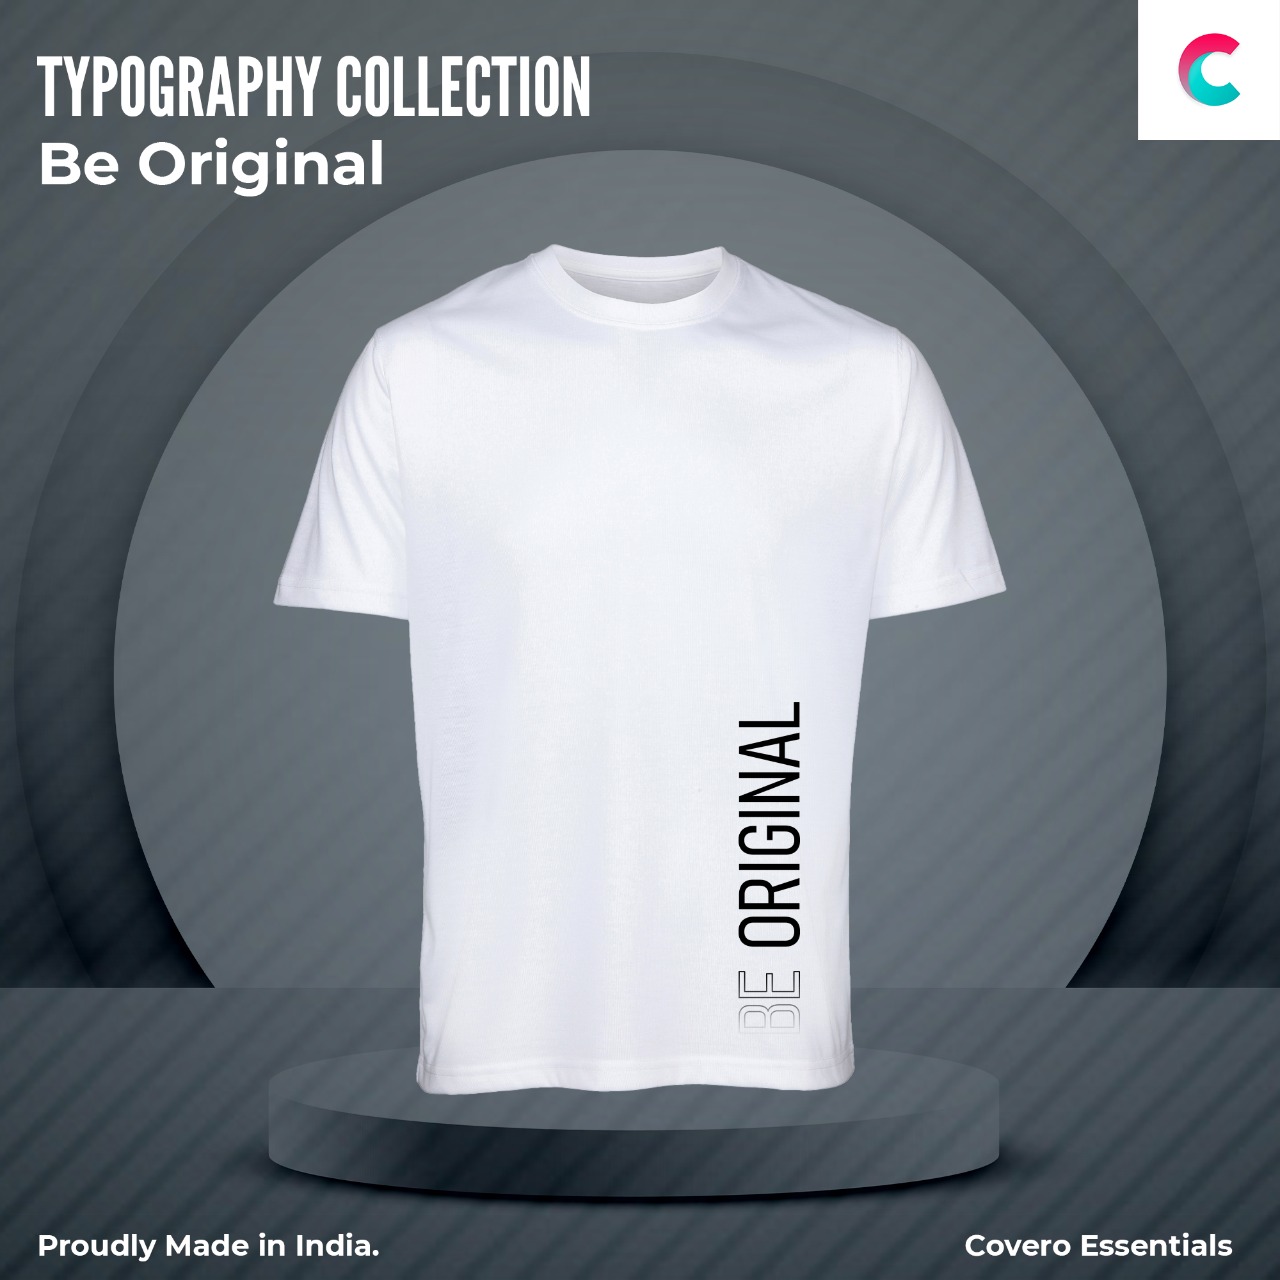 TYPOGRAPHY COLLECTION
Be Original
BE ORIGINAL
Proudly Made in India.
Covero Essentials